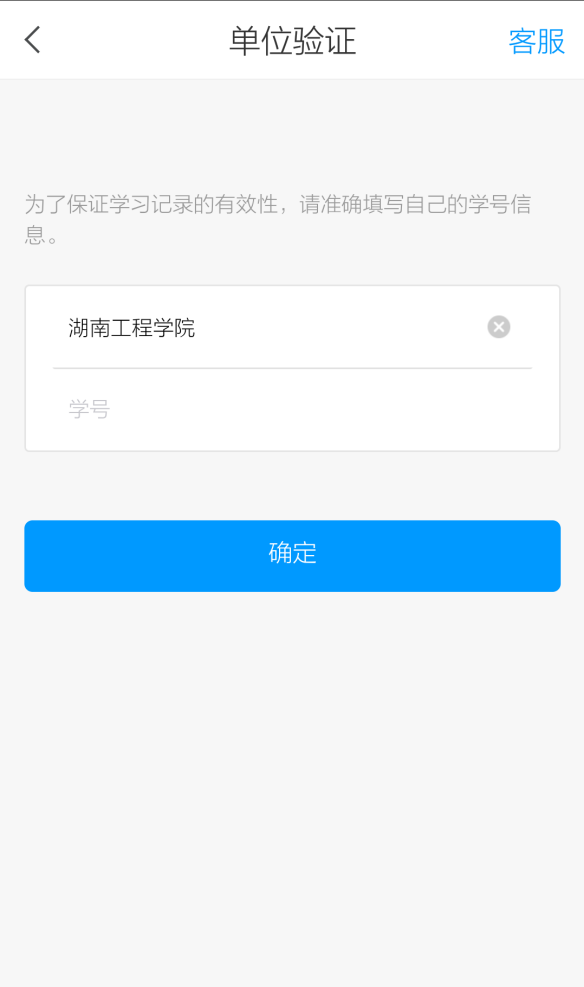 单位验证
客服
为了保证学习记录的有效性，请准确填写自己的学号信
息。
湖南工程学院
学号
确定